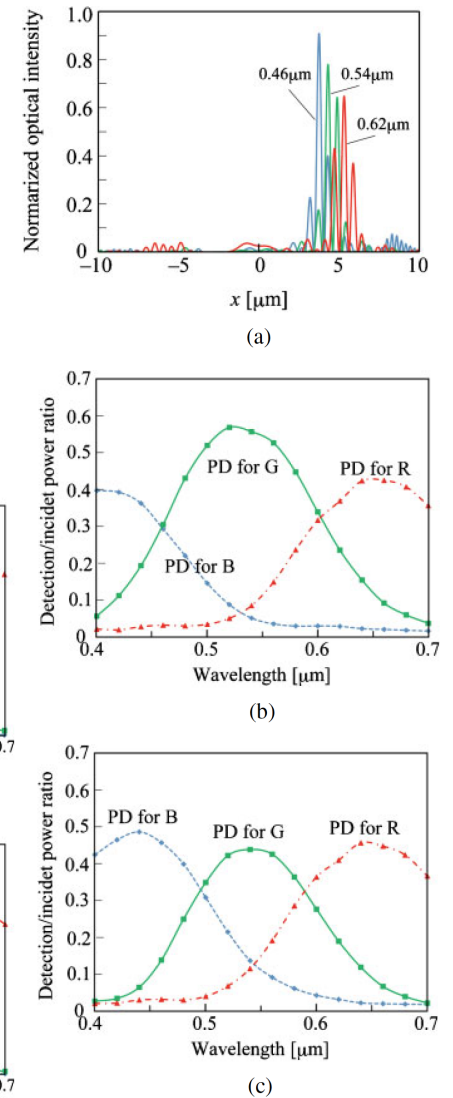 Normarized optical intensity
1.0
0.8
0.6
0.4
0.2
0
0.46μm
0.54μm
0.62μm
−10
−5
0
5
10
x [μm]
(a)
Detection/incidet power ratio
0.7
0.6
0.5
0.4
0.3
0.2
0.1
0
PD for G
PD for R
PD for B
0.4
0.5
0.6
0.7
Wavelength [μm]
(b)
0.7
Detection/incidet power ratio
0.7
0.6
0.5
0.4
0.3
0.2
0.1
0
PD for B
PD for G
PD for R
0.4
0.5
0.6
0.7
Wavelength [μm]
(c)
0.7